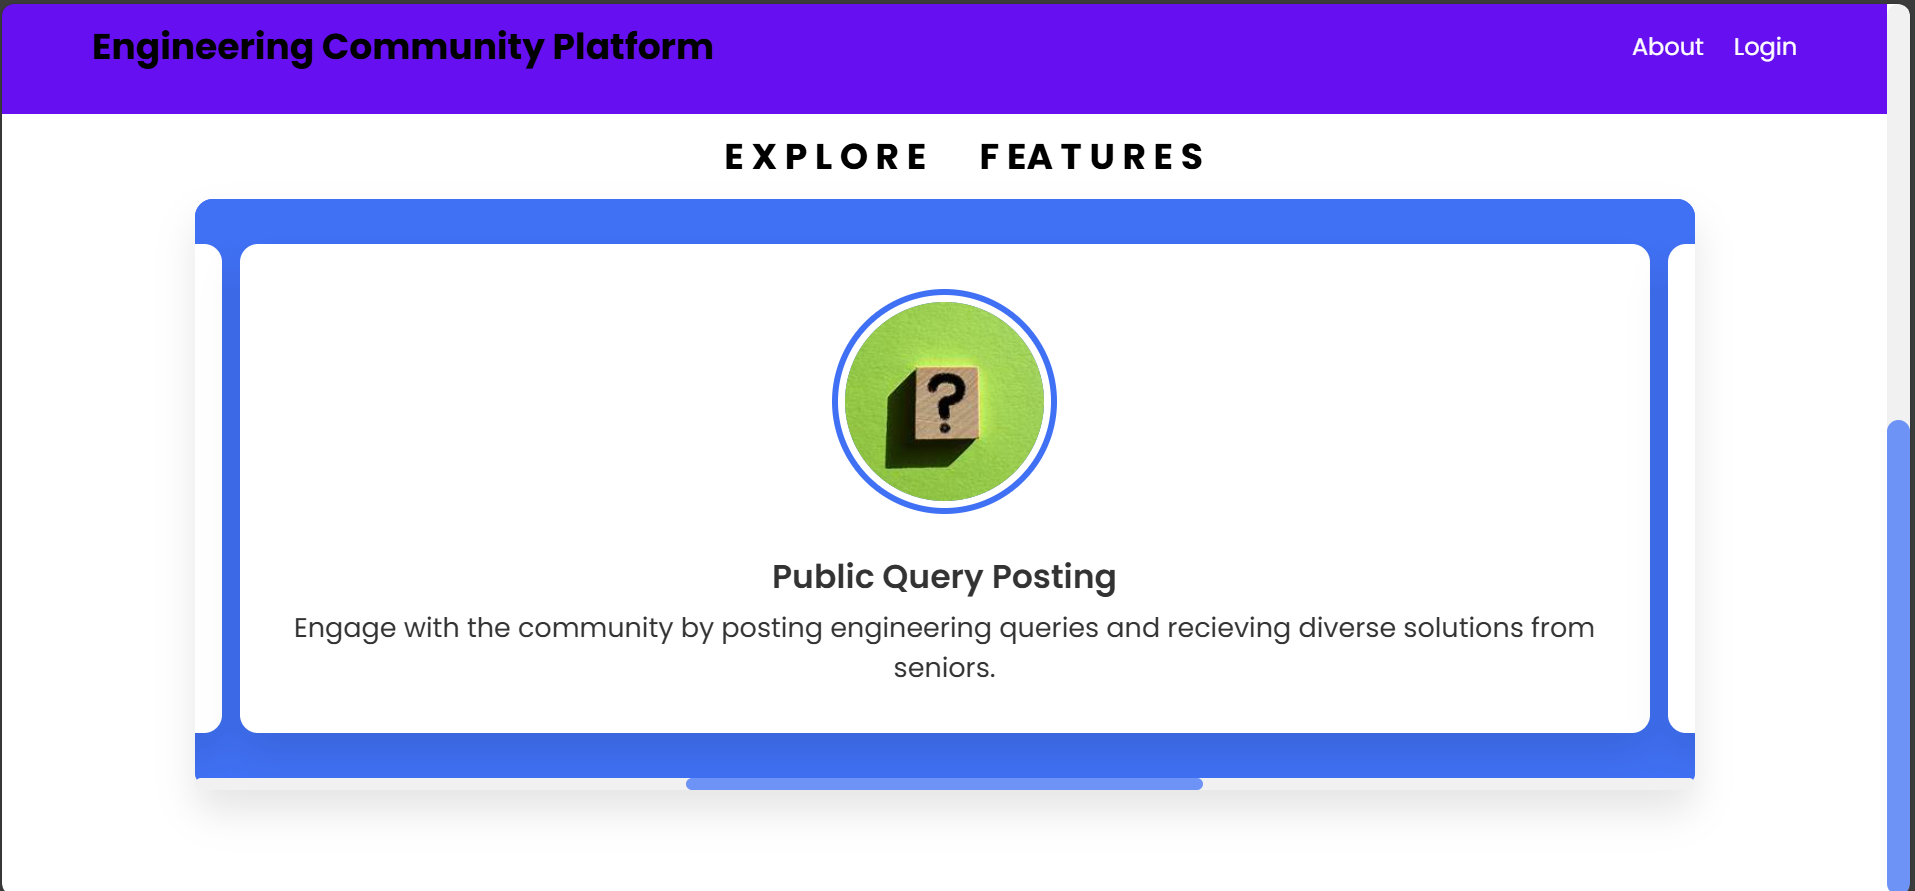 Engineering Community Platform
About Login
EXPLORE FEATURES
?
Public Query Posting
Engage with the community by posting engineering queries and recieving diverse solutions from
seniors.